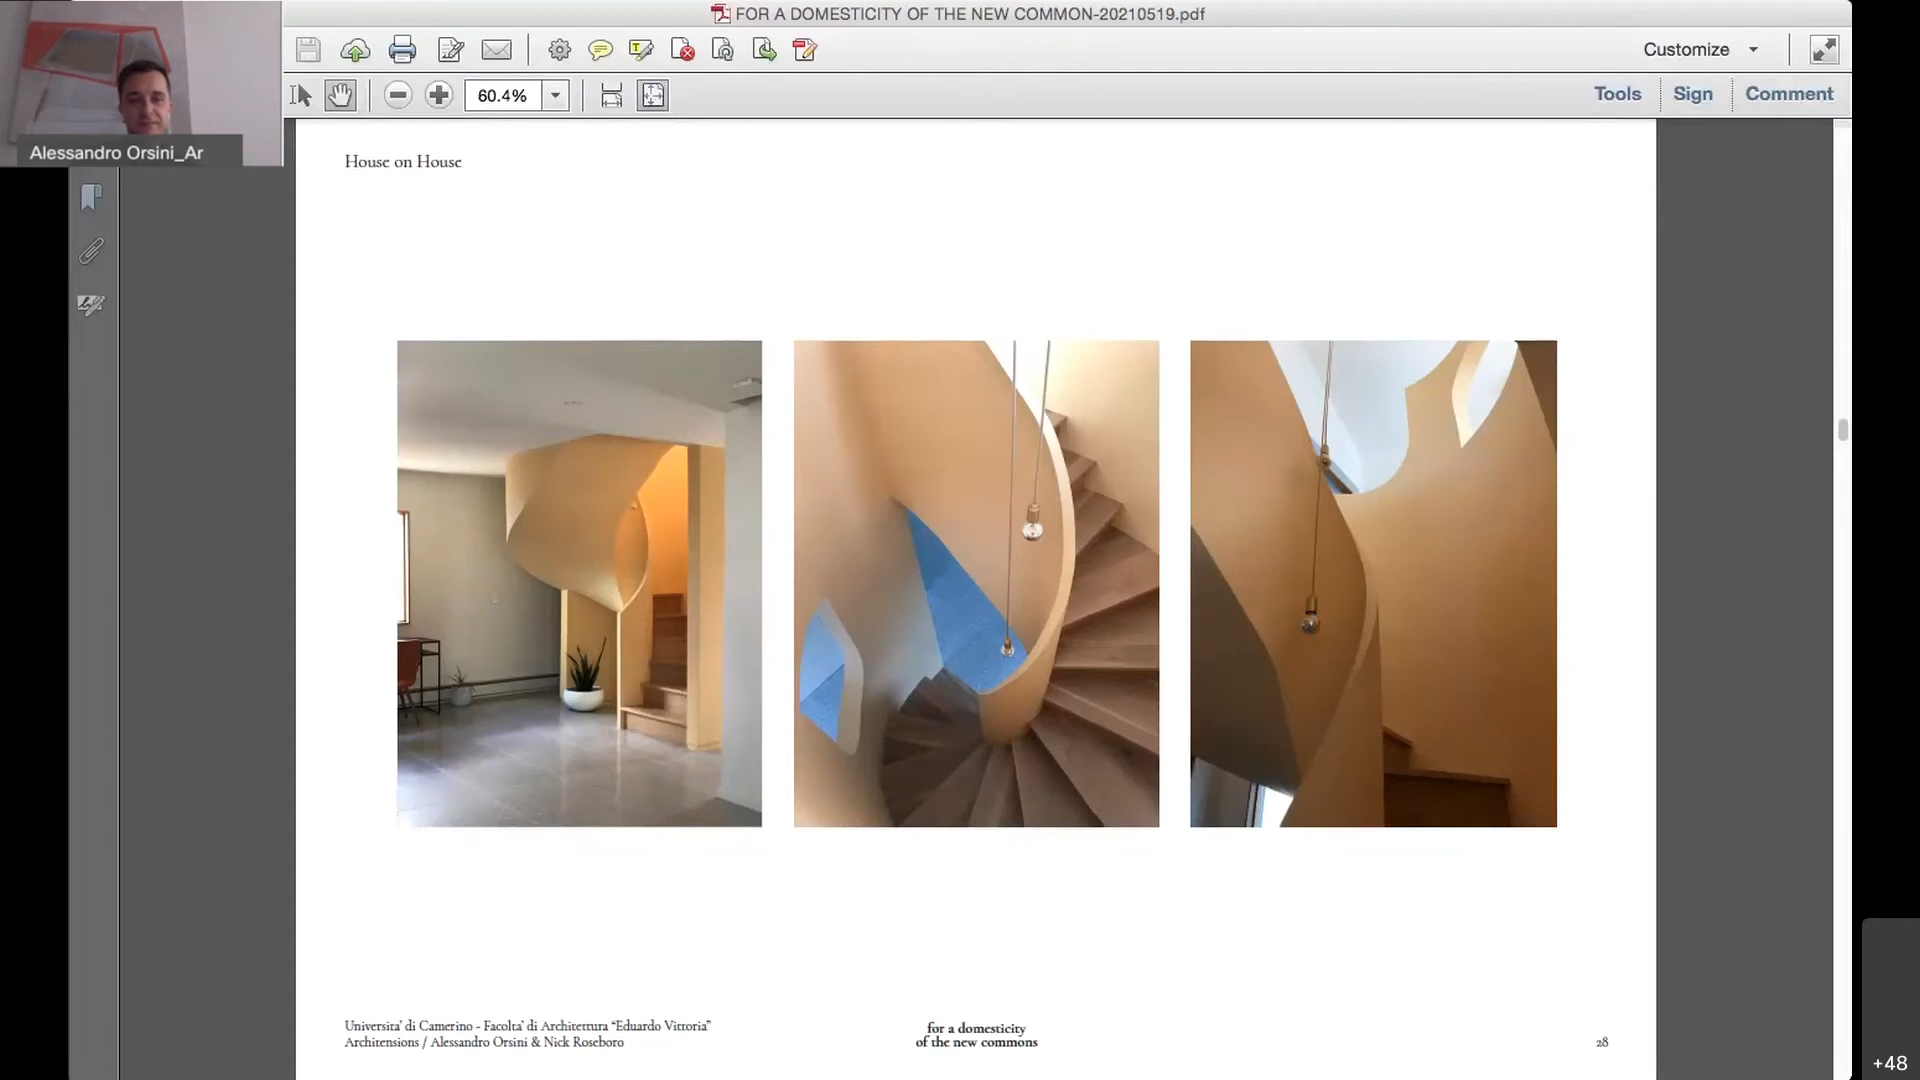 FOR A DOMESTICITY OF THE NEW COMMON-20210519.pdf
Customize
60.4%
Tools
Sign
Comment
Alessandro Orsini_Ar
House on House
Universita' di Camerino - Facolta' di Architettura “Eduardo Vittoria”
Architensions / Alessandro Orsini & Nick Roseboro
for a domesticity
of the new commons
28
+48